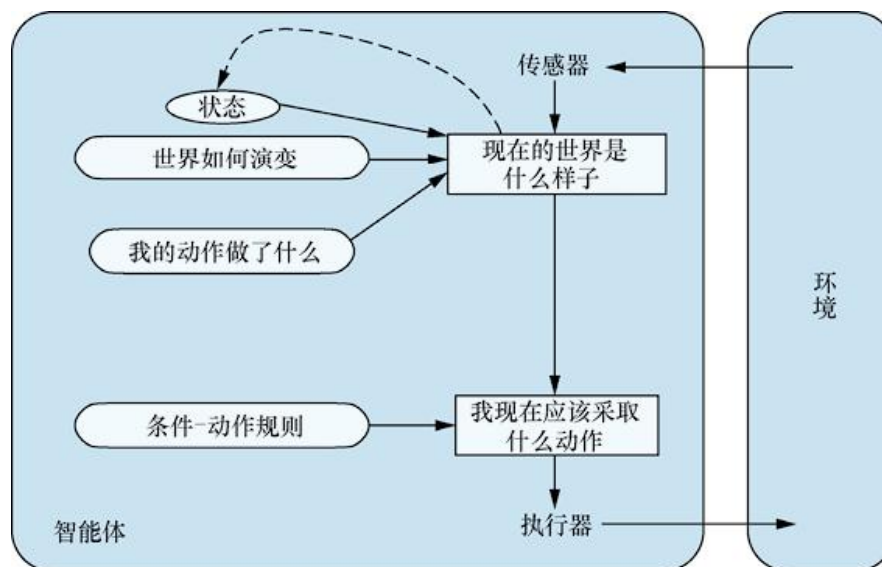 传感器
状态
世界如何演变
现在的世界是
什么样子
我的动作做了什么
环
境
条件-动作规则
我现在应该采取
什么动作
智能体
执行器